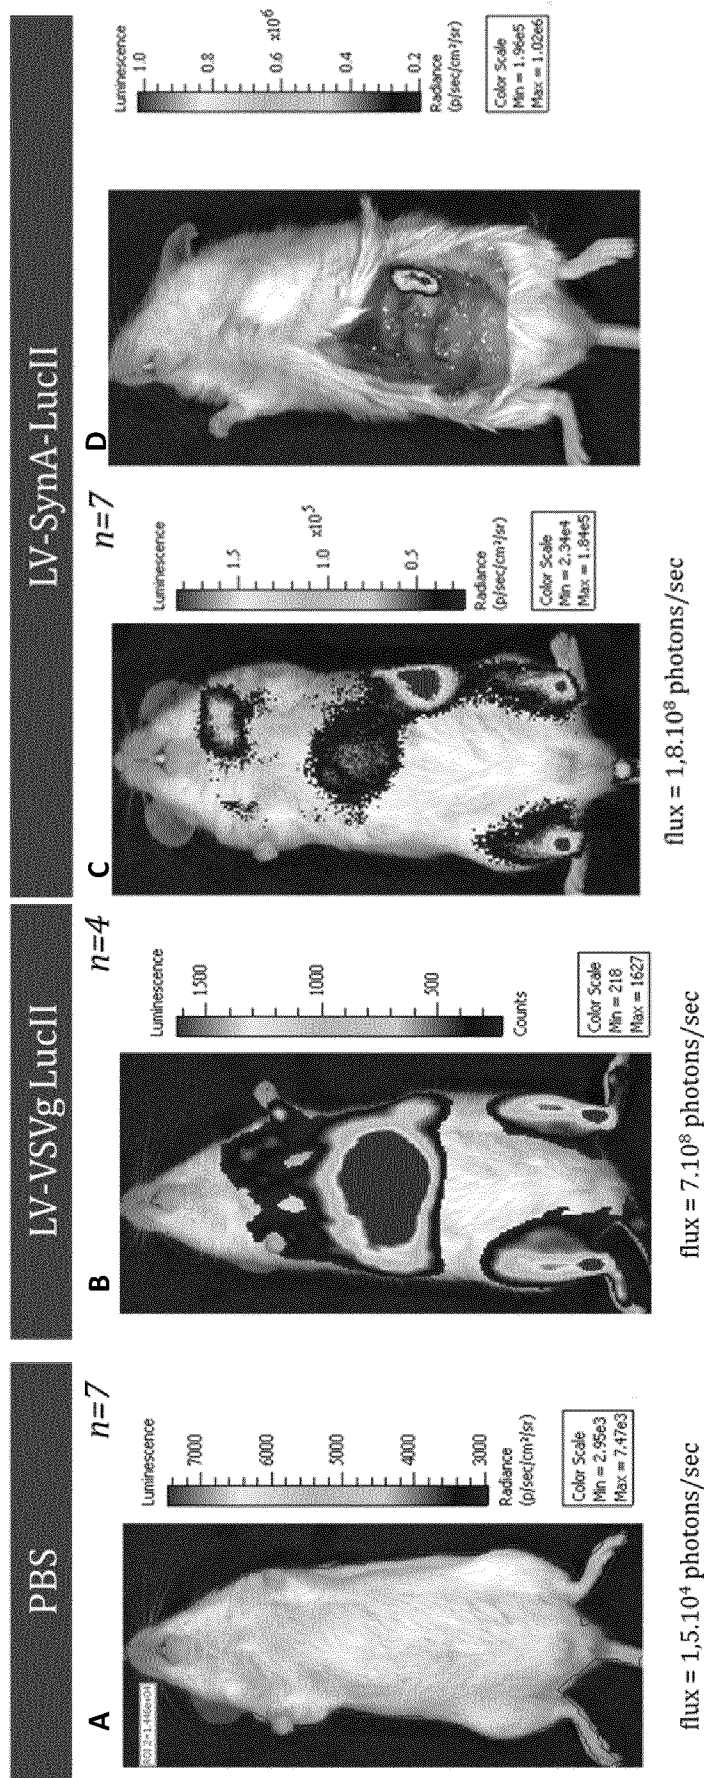 PBS
LV-VSVg LucII
LV-SynA-LucII
A
n=7
ROI 2=1.446e+04
Luminescence
7000
6000
5000
4000
3000
Radiance
(p/sec/cm²/sr)
Color Scale
Min = 2.95e3
Max = 7.47e3
flux = 1,5.10⁴ photons/sec
B
n=4
Luminescence
1500
1000
500
Counts
Color Scale
Min = 218
Max = 1627
flux = 7.10⁸ photons/sec
C
n=7
Luminescence
1.5
1.0
x10⁵
0.5
Radiance
(p/sec/cm²/sr)
Color Scale
Min = 2.34e4
Max = 1.84e5
flux = 1,8.10⁸ photons/sec
D
Luminescence
1.0
0.8
x10⁶
0.6
0.4
0.2
Radiance
(p/sec/cm²/sr)
Color Scale
Min = 1.96e5
Max = 1.02e6